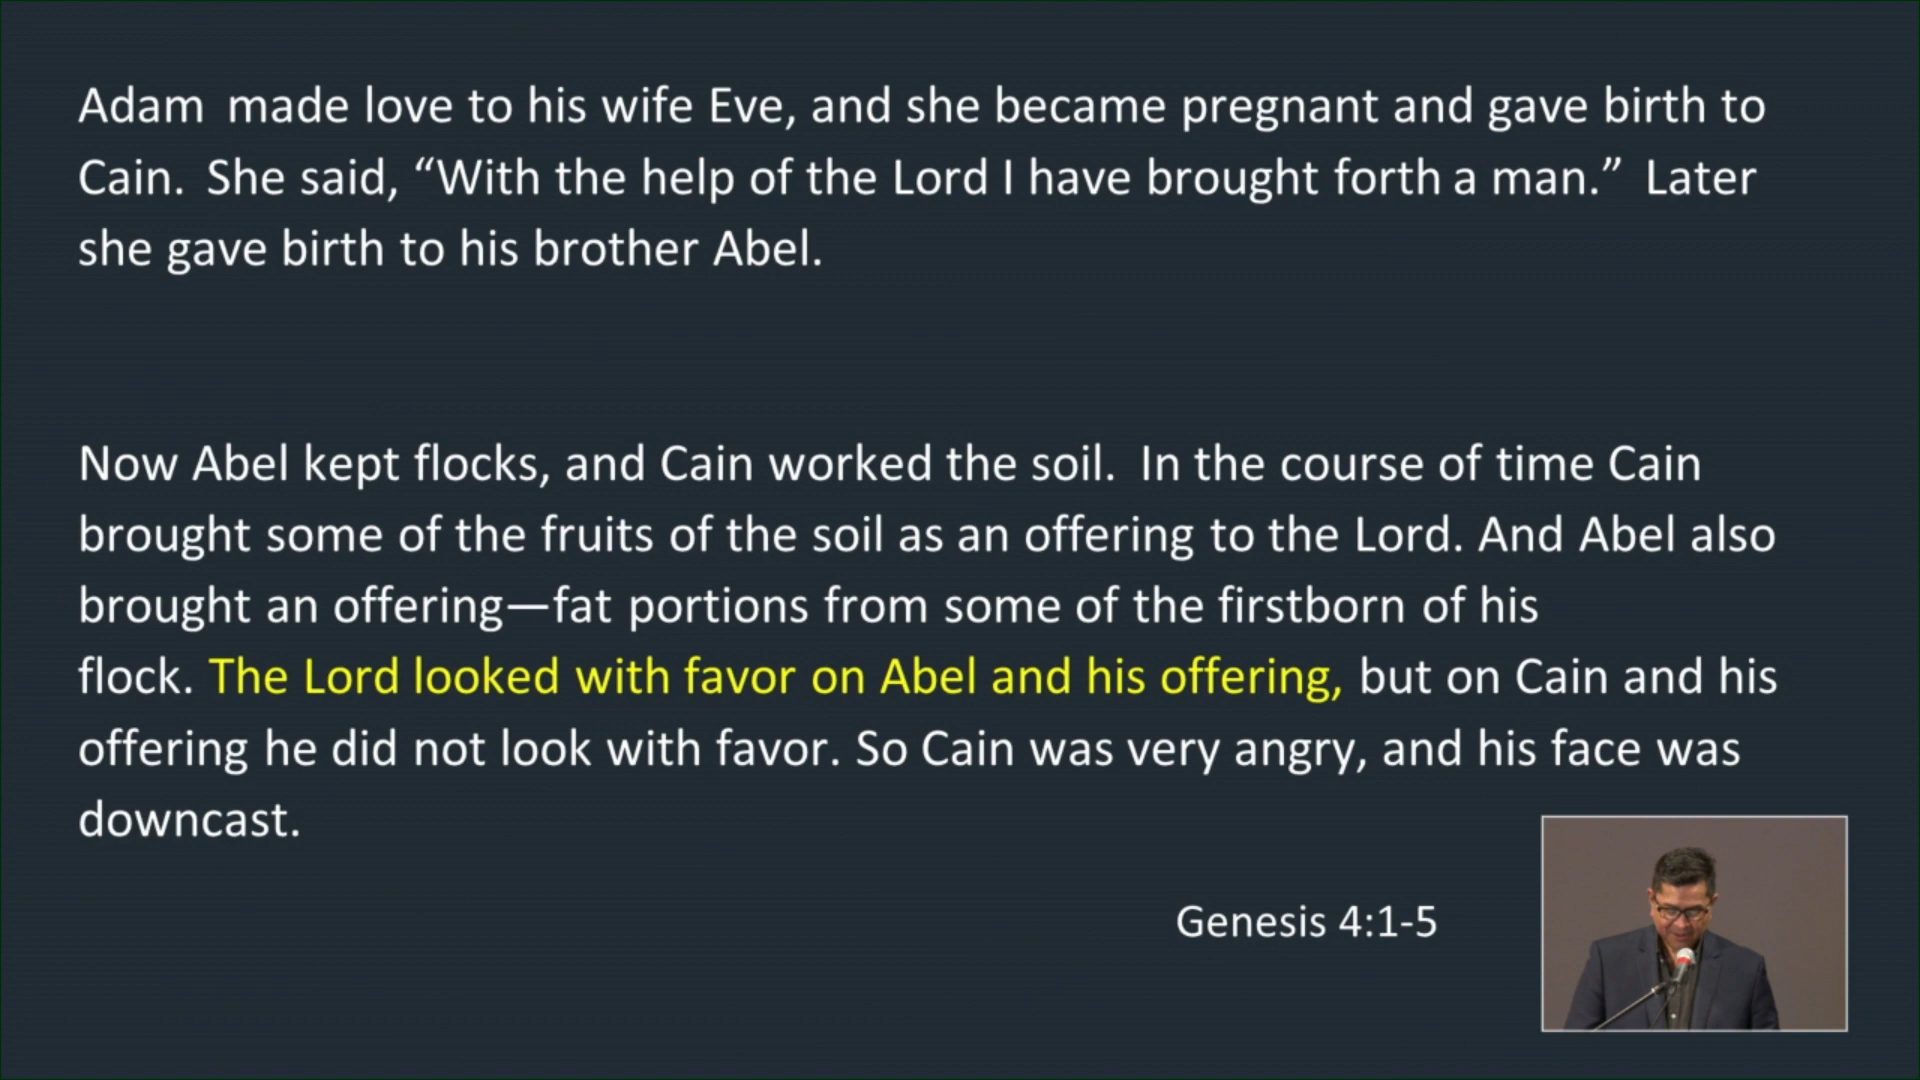 Adam made love to his wife Eve, and she became pregnant and gave birth to
Cain. She said, “With the help of the Lord I have brought forth a man.” Later
she gave birth to his brother Abel.
Now Abel kept flocks, and Cain worked the soil. In the course of time Cain
brought some of the fruits of the soil as an offering to the Lord. And Abel also
brought an offering—fat portions from some of the firstborn of his
flock. The Lord looked with favor on Abel and his offering, but on Cain and his
offering he did not look with favor. So Cain was very angry, and his face was
downcast.
Genesis 4:1-5